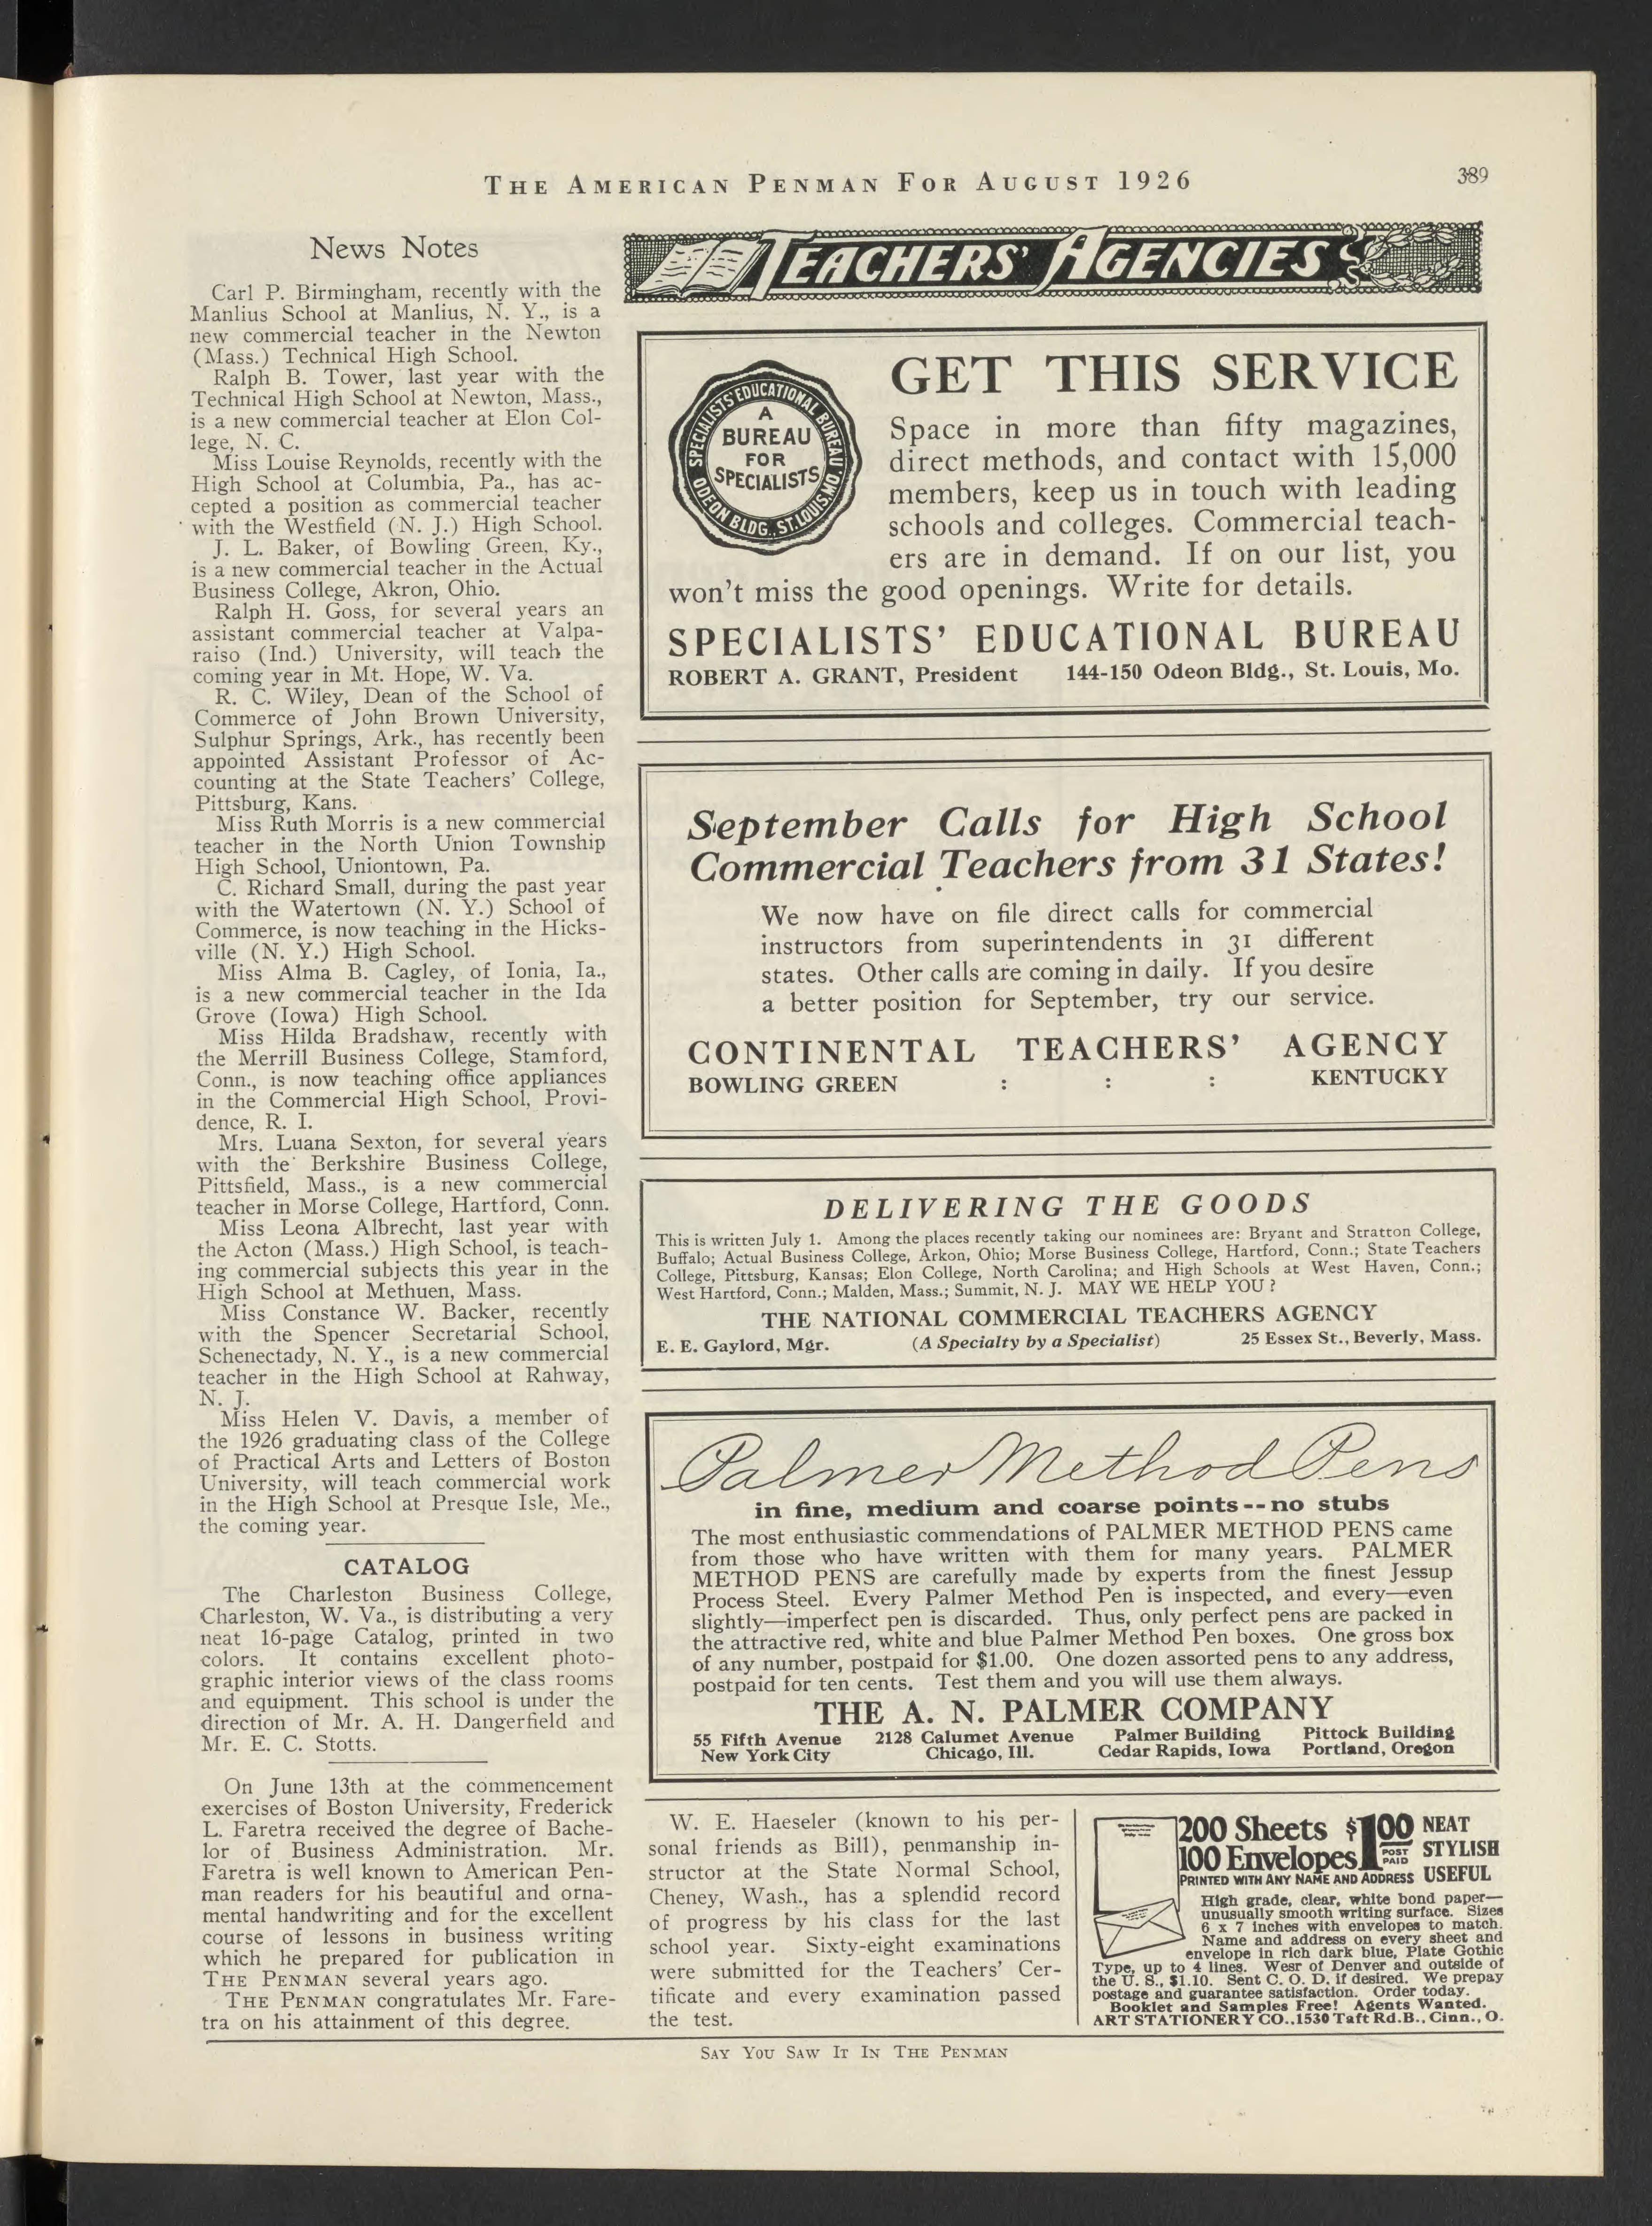 THE AMERICAN PENMAN FOR AUGUST 1926
389
News Notes
Carl P. Birmingham, recently with the
Manlius School at Manlius, N. Y., is a
new commercial teacher in the Newton
(Mass.) Technical High School.
Ralph B. Tower, last year with the
Technical High School at Newton, Mass.,
is a new commercial teacher at Elon Col-
lege, N. C.
Miss Louise Reynolds, recently with the
High School at Columbia, Pa., has ac-
cepted a position as commercial teacher
with the Westfield (N. J.) High School.
J. L. Baker, of Bowling Green, Ky.,
is a new commercial teacher in the Actual
Business College, Akron, Ohio.
Ralph H. Goss, for several years an
assistant commercial teacher at Valpa-
raiso (Ind.) University, will teach the
coming year in Mt. Hope, W. Va.
R. C. Wiley, Dean of the School of
Commerce of John Brown University,
Sulphur Springs, Ark., has recently been
appointed Assistant Professor of Ac-
counting at the State Teachers' College,
Pittsburg, Kans.
Miss Ruth Morris is a new commercial
teacher in the North Union Township
High School, Uniontown, Pa.
C. Richard Small, during the past year
with the Watertown (N. Y.) School of
Commerce, is now teaching in the Hicks-
ville (N. Y.) High School.
Miss Alma B. Cagley, of Ionia, Ia.,
is a new commercial teacher in the Ida
Grove (Iowa) High School.
Miss Hilda Bradshaw, recently with
the Merrill Business College, Stamford,
Conn., is now teaching office appliances
in the Commercial High School, Provi-
dence, R. I.
Mrs. Luana Sexton, for several years
with the Berkshire Business College,
Pittsfield, Mass., is a new commercial
teacher in Morse College, Hartford, Conn.
Miss Leona Albrecht, last year with
the Acton (Mass.) High School, is teach-
ing commercial subjects this year in the
High School at Methuen, Mass.
Miss Constance W. Backer, recently
with the Spencer Secretarial School,
Schenectady, N. Y., is a new commercial
teacher in the High School at Rahway,
N. J.
Miss Helen V. Davis, a member of
the 1926 graduating class of the College
of Practical Arts and Letters of Boston
University, will teach commercial work
in the High School at Presque Isle, Me.,
the coming year.
CATALOG
The Charleston Business College,
Charleston, W. Va., is distributing a very
neat 16-page Catalog, printed in two
colors. It contains excellent photo-
graphic interior views of the class rooms
and equipment. This school is under the
direction of Mr. A. H. Dangerfield and
Mr. E. C. Stotts.
On June 13th at the commencement
exercises of Boston University, Frederick
L. Faretra received the degree of Bache-
lor of Business Administration. Mr.
Faretra is well known to American Pen-
man readers for his beautiful and orna-
mental handwriting and for the excellent
course of lessons in business writing
which he prepared for publication in
THE PENMAN several years ago.
THE PENMAN congratulates Mr. Fare-
tra on his attainment of this degree.
TEACHERS' AGENCIES
SPECIALISTS' EDUCATIONAL BUREAU
ODEON BLDG., ST. LOUIS, MO.
A
BUREAU
FOR
SPECIALISTS
GET THIS SERVICE
Space in more than fifty magazines,
direct methods, and contact with 15,000
members, keep us in touch with leading
schools and colleges. Commercial teach-
ers are in demand. If on our list, you
won't miss the good openings. Write for details.
SPECIALISTS' EDUCATIONAL BUREAU
ROBERT A. GRANT, President 144-150 Odeon Bldg., St. Louis, Mo.
September Calls for High School
Commercial Teachers from 31 States!
We now have on file direct calls for commercial
instructors from superintendents in 31 different
states. Other calls are coming in daily. If you desire
a better position for September, try our service.
CONTINENTAL TEACHERS' AGENCY
BOWLING GREEN : : : KENTUCKY
DELIVERING THE GOODS
This is written July 1. Among the places recently taking our nominees are: Bryant and Stratton College,
Buffalo; Actual Business College, Arkon, Ohio; Morse Business College, Hartford, Conn.; State Teachers
College, Pittsburg, Kansas; Elon College, North Carolina; and High Schools at West Haven, Conn.;
West Hartford, Conn.; Malden, Mass.; Summit, N. J. MAY WE HELP YOU?
THE NATIONAL COMMERCIAL TEACHERS AGENCY
E. E. Gaylord, Mgr. (A Specialty by a Specialist) 25 Essex St., Beverly, Mass.
Palmer Method Pens
in fine, medium and coarse points--no stubs
The most enthusiastic commendations of PALMER METHOD PENS came
from those who have written with them for many years. PALMER
METHOD PENS are carefully made by experts from the finest Jessup
Process Steel. Every Palmer Method Pen is inspected, and every—even
slightly—imperfect pen is discarded. Thus, only perfect pens are packed in
the attractive red, white and blue Palmer Method Pen boxes. One gross box
of any number, postpaid for $1.00. One dozen assorted pens to any address,
postpaid for ten cents. Test them and you will use them always.
THE A. N. PALMER COMPANY
55 Fifth Avenue 2128 Calumet Avenue Palmer Building Pittock Building
New York City Chicago, Ill. Cedar Rapids, Iowa Portland, Oregon
W. E. Haeseler (known to his per-
sonal friends as Bill), penmanship in-
structor at the State Normal School,
Cheney, Wash., has a splendid record
of progress by his class for the last
school year. Sixty-eight examinations
were submitted for the Teachers' Cer-
tificate and every examination passed
the test.
200 Sheets $1.00 NEAT
100 Envelopes POST PAID STYLISH
PRINTED WITH ANY NAME AND ADDRESS USEFUL
High grade, clear, white bond paper—
unusually smooth writing surface. Sizes
6 x 7 inches with envelopes to match.
Name and address on every sheet and
envelope in rich dark blue, Plate Gothic
Type, up to 4 lines. Wesr of Denver and outside of
the U. S., $1.10. Sent C. O. D. if desired. We prepay
postage and guarantee satisfaction. Order today.
Booklet and Samples Free! Agents Wanted.
ART STATIONERY CO., 1530 Taft Rd. B., Cinn., O.
SAY YOU SAW IT IN THE PENMAN